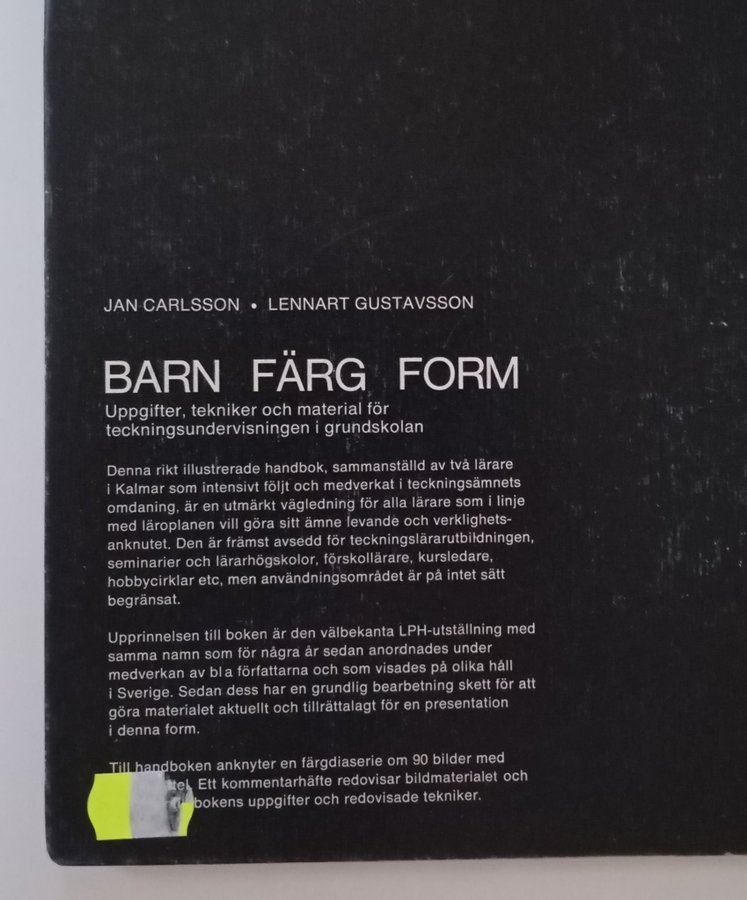 JAN CARLSSON • LENNART GUSTAVSSON
BARN FÄRG FORM
Uppgifter, tekniker och material för
teckningsundervisningen i grundskolan
Denna rikt illustrerade handbok, sammanställd av två lärare
i Kalmar som intensivt följt och medverkat i teckningsämnets
omdaning, är en utmärkt vägledning för alla lärare som i linje
med läroplanen vill göra sitt ämne levande och verklighets-
anknutet. Den är främst avsedd för teckningslärarutbildningen,
seminarier och lärarhögskolor, förskollärare, kursledare,
hobbycirklar etc, men användningsområdet är på intet sätt
begränsat.
Upprinnelsen till boken är den välbekanta LPH-utställning med
samma namn som för några år sedan anordnades under
medverkan av bl a författarna och som visades på olika håll
i Sverige. Sedan dess har en grundlig bearbetning skett för att
göra materialet aktuellt och tillrättalagt för en presentation
i denna form.
Till handboken anknyter en färgdiaserie om 90 bilder med
Ett kommentarhäfte redovisar bildmaterialet och
bokens uppgifter och redovisade tekniker.